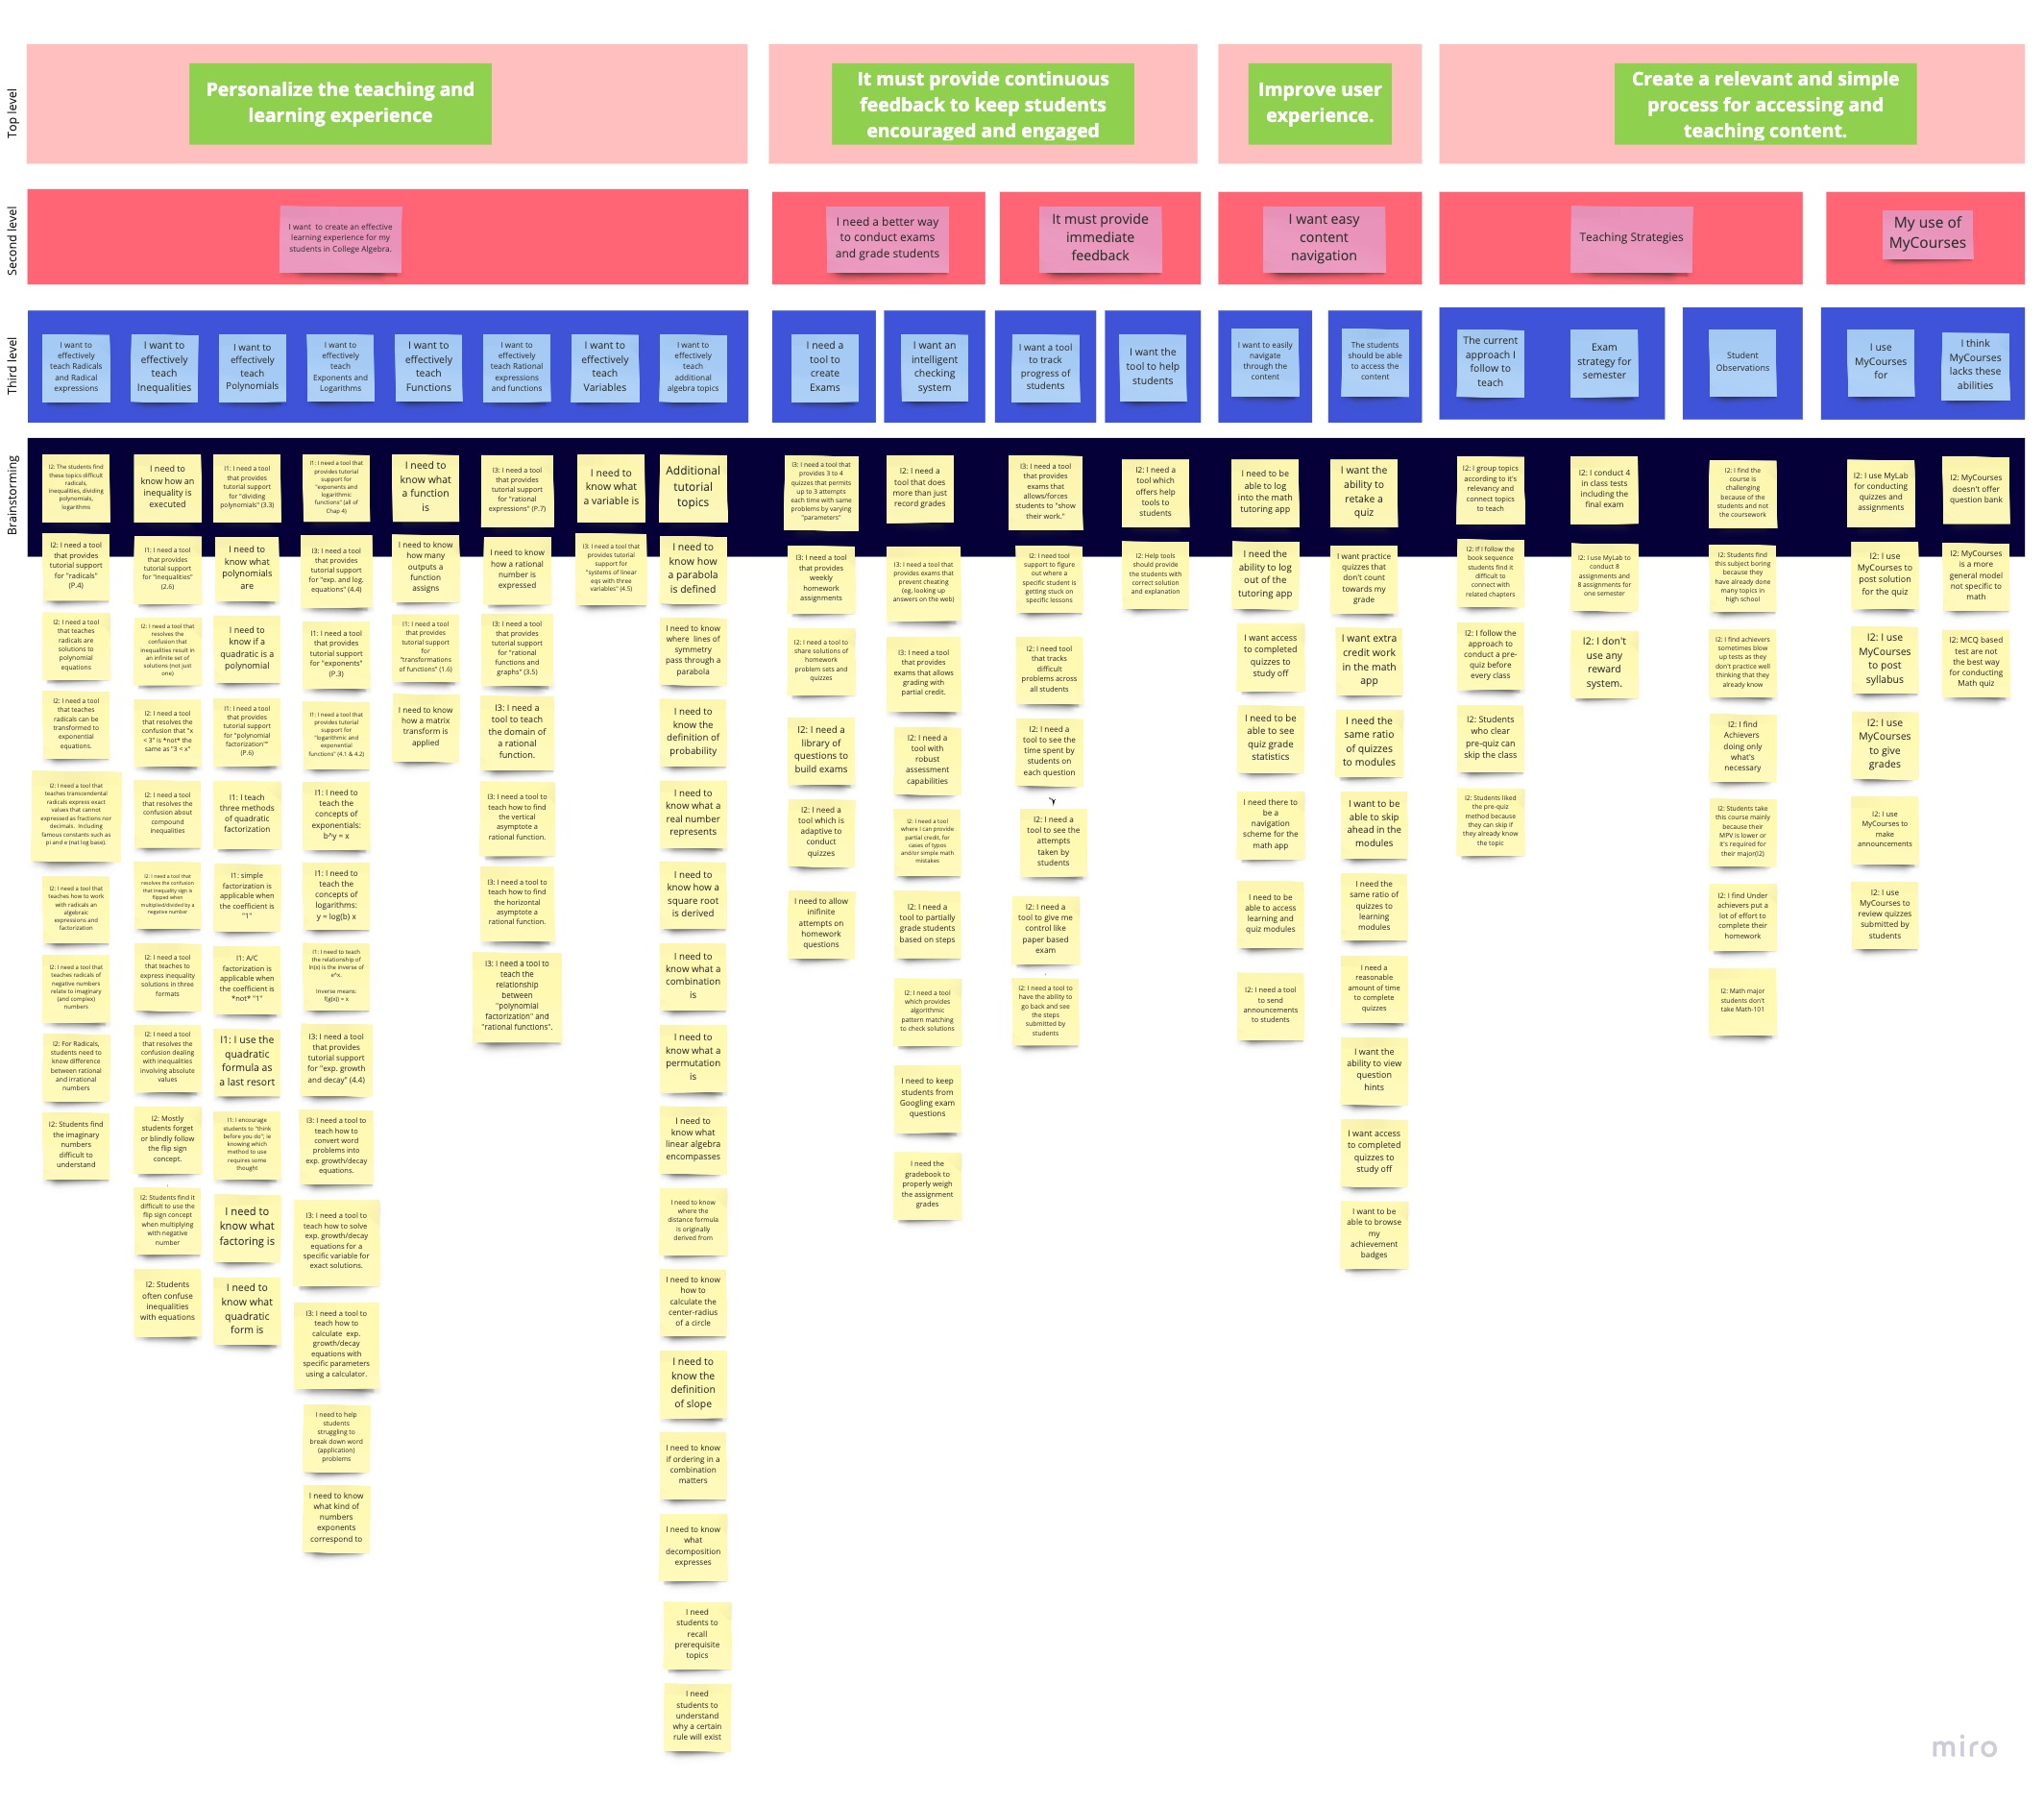 Top level
Personalize the teaching and
learning experience
It must provide continuous
feedback to keep students
encouraged and engaged
Improve user
experience.
Create a relevant and simple
process for accessing and
teaching content.
Second level
I want  to create an effective
learning experience for my
students in College Algebra.
I need a better way
to conduct exams
and grade students
It must provide
immediate
feedback
I want easy
content
navigation
Teaching Strategies
My use of
MyCourses
Third level
I want to
effectively
teach Radicals
and Radical
expressions
I want to
effectively
teach
Inequalities
I want to
effectively
teach
Polynomials
I want to
effectively
teach
Exponents and
Logarithms
I want to
effectively
teach
Functions
I want to
effectively
teach Rational
expressions
and functions
I want to
effectively
teach
Variables
I want to
effectively
teach
additional
algebra topics
I need a
tool to
create
Exams
I want an
intelligent
checking
system
I want a tool
to track
progress of
students
I want the
tool to help
students
I want to easily
navigate
through the
content
The students
should be able
to access the
content
The current
approach I
follow to
teach
Exam
strategy for
semester
Student
Observations
I use
MyCourses
for
I think
MyCourses
lacks these
abilities
Brainstorming
I2: The students find
these topics difficult
radicals,
inequalities, dividing
polynomials,
logarithms
I2: I need a tool
that provides
tutorial support
for "radicals"
(P.4)
I2: I need a tool
that teaches
radicals are
solutions to
polynomial
equations
I2: I need a tool
that teaches
radicals can be
transformed to
exponential
equations.
I2: I need a tool that
teaches transcendental
radicals express exact
values that cannot
expressed as fractions nor
decimals.  Including
famous constants such as
pi and e (nat log base).
I2: I need a tool that
teaches how to work
with radicals an
algebraic
expressions and
factorization
I2: I need a tool that
teaches radicals of
negative numbers
relate to imaginary
(and complex)
numbers
I2: For Radicals,
students need to
know difference
between rational
and irrational
numbers
I2: Students find
the imaginary
numbers
difficult to
understand
I need to
know how an
inequality is
executed
I1: I need a tool
that provides
tutorial support
for "inequalities"
(2.6)
I2: I need a tool that
resolves the
confusion that
inequalities result in
an infinite set of
solutions (not just
one)
I2: I need a tool
that resolves the
confusion that "x
< 3" is *not* the
same as "3 < x"
I2: I need a tool
that resolves the
confusion about
compound
inequalities
I2: I need a tool that
resolves the confusion
that inequality sign is
flipped when
multiplied/divided by a
negative number
I2: I need a tool
that teaches to
express inequality
solutions in three
formats
I2: I need a tool
that resolves the
confusion dealing
with inequalities
involving absolute
values
I2: Mostly
students forget
or blindly follow
the flip sign
concept.
I2: Students find it
difficult to use the
flip sign concept
when multiplying
with negative
number
I2: Students
often confuse
inequalities
with equations
I1: I need a tool
that provides
tutorial support
for "dividing
polynomials" (3.3)
I need to
know what
polynomials
are
I need to
know if a
quadratic is a
polynomial
I1: I need a tool
that provides
tutorial support
for "polynomial
factorization""
(P.6)
I1: I teach
three methods
of quadratic
factorization
I1: simple
factorization is
applicable when
the coefficient is
"1"
I1: A/C
factorization is
applicable when
the coefficient is
*not* "1"
I1: I use the
quadratic
formula as
a last resort
I1: I encourage
students to "think
before you do"; ie
knowing which
method to use
requires some
thought
I need to
know what
factoring is
I need to
know what
quadratic
form is
I1: I need a tool that
provides tutorial
support for
"exponents and
logarithmic
functions" (all of
Chap 4)
I3: I need a tool
that provides
tutorial support
for "exp. and log.
equations" (4.4)
I1: I need a tool
that provides
tutorial support
for "exponents"
(P.3)
I1: I need a tool that
provides tutorial
support for
"logarithmic and
exponential
functions" (4.1 & 4.2)
I1: I need to
teach the
concepts of
exponentials:
b^y = x
I1: I need to
teach the
concepts of
logarithms:
y = log(b) x
I1: I need to teach
the relationship of
ln(x) is the inverse of
e^x.
Inverse means:
f(g(x)) = x
I3: I need a tool
that provides
tutorial support
for "exp. growth
and decay" (4.4)
I3: I need a tool to
teach how to
convert word
problems into
exp. growth/decay
equations.
I3: I need a tool to
teach how to solve
exp. growth/decay
equations for a
specific variable for
exact solutions.
I3: I need a tool to
teach how to
calculate  exp.
growth/decay
equations with
specific parameters
using a calculator.
I need to help
students
struggling to
break down word
(application)
problems
I need to know
what kind of
numbers
exponents
correspond to
I need to
know what
a function
is
I need to know
how many
outputs a
function
assigns
I1: I need a tool
that provides
tutorial support
for
"transformations
of functions" (1.6)
I need to know
how a matrix
transform is
applied
I3: I need a tool
that provides
tutorial support
for "rational
expressions" (P.7)
I need to know
how a rational
number is
expressed
I3: I need a tool
that provides
tutorial support
for "rational
functions and
graphs" (3.5)
I3: I need a
tool to teach
the domain of
a rational
function.
I3: I need a tool to
teach how to find
the vertical
asymptote a
rational function.
I3: I need a tool to
teach how to find
the horizontal
asymptote a
rational function.
I3: I need a tool to
teach the
relationship
between
"polynomial
factorization" and
"rational functions".
I need to
know what
a variable is
I3: I need a tool that
provides tutorial
support for
"systems of linear
eqs with three
variables" (4.5)
Additional
tutorial
topics
I need to
know how
a parabola
is defined
I need to know
where  lines of
symmetry
pass through a
parabola
I need to
know the
definition of
probability
I need to
know what a
real number
represents
I need to
know how a
square root
is derived
I need to
know what a
combination
is
I need to
know what a
permutation
is
I need to
know what
linear algebra
encompasses
I need to know
where the
distance formula
is originally
derived from
I need to know
how to
calculate the
center-radius
of a circle
I need to
know the
definition
of slope
I need to know
if ordering in a
combination
matters
I need to know
what
decomposition
expresses
I need
students to
recall
prerequisite
topics
I need
students to
understand
why a certain
rule will exist
I3: I need a tool that
provides 3 to 4
quizzes that permits
up to 3 attempts
each time with same
problems by varying
"parameters"
I3: I need a tool
that provides
weekly
homework
assignments
I2: I need a tool to
share solutions of
homework
problem sets and
quizzes
I2: I need a
library of
questions to
build exams
I2: I need a
tool which is
adaptive to
conduct
quizzes
I need to allow
inifinite
attempts on
homework
questions
I2: I need a
tool that does
more than just
record grades
I3: I need a tool that
provides exams that
prevent cheating
(eg, looking up
answers on the web)
I3: I need a tool
that provides
exams that allows
grading with
partial credit.
I2: I need a
tool with
robust
assessment
capabilities
I2: I need a tool
where I can provide
partial credit, for
cases of typos
and/or simple math
mistakes
I2: I need a
tool to partially
grade students
based on steps
I2: I need a tool
which provides
algorithmic
pattern matching
to check solutions
I need to keep
students from
Googling exam
questions
I need the
gradebook to
properly weigh
the assignment
grades
I3: I need a tool
that provides
exams that
allows/forces
students to "show
their work."
I2: I need tool
support to figure
out where a
specific student is
getting stuck on
specific lessons
I2: I need
tool that tracks
difficult
problems across
all students
I2: I need a
tool to see the
time spent by
students on
each question
I2: I need a
tool to see the
attempts
taken by
students
I2: I need a
tool to give me
control like
paper based
exam
I2: I need a tool to
have the ability to
go back and see
the steps
submitted by
students
I2: I need a
tool which
offers help
tools to
students
I2: Help tools
should provide
the students with
correct solution
and explanation
I need to be
able to log
into the math
tutoring app
I need the
ability to log
out of the
tutoring app
I want access
to completed
quizzes to
study off
I need to be
able to see
quiz grade
statistics
I need there to
be a
navigation
scheme for the
math app
I need to be
able to access
learning and
quiz modules
I2: I need a tool
to send
announcements
to students
I want the
ability to
retake a
quiz
I want practice
quizzes that
don't count
towards my
grade
I want extra
credit work
in the math
app
I need the
same ratio
of quizzes
to modules
I want to be
able to skip
ahead in the
modules
I need the
same ratio of
quizzes to
learning
modules
I need a
reasonable
amount of time
to complete
quizzes
I want the
ability to view
question
hints
I want access
to completed
quizzes to
study off
I want to be
able to browse
my
achievement
badges
I2: I group topics
according to it's
relevancy and
connect topics
to teach
I2: If I follow the
book sequence
students find it
difficult to
connect with
related chapters
I2: I follow the
approach to
conduct a pre-
quiz before
every class
I2: Students
who clear
pre-quiz can
skip the class
I2: Students liked
the pre-quiz
method because
they can skip if
they already know
the topic
I2: I conduct 4
in class tests
including the
final exam
I2: I use MyLab to
conduct 8
assignments and
8 assignments for
one semester
I2: I don't
use any
reward
system.
I2: I find the
course is
challenging
because of the
students and not
the coursework
I2: Students find
this subject boring
because they
have already done
many topics in
high school
I2: I find achievers
sometimes blow
up tests as they
don't practice well
thinking that they
already know
I2: I find
Achievers
doing only
what's
necessary
I2: Students take
this course mainly
because their
MPV is lower or
it's required for
their major(I2)
I2: I find Under
achievers put a
lot of effort to
complete their
homework
I2: Math major
students don't
take Math-101
I2: I use MyLab
for conducting
quizzes and
assignments
I2: I use
MyCourses to
post solution
for the quiz
I2: I use
MyCourses
to post
syllabus
I2: I use
MyCourses
to give
grades
I2: I use
MyCourses to
make
announcements
I2: I use
MyCourses to
review quizzes
submitted by
students
I2: MyCourses
doesn't offer
question bank
I2: MyCourses
is a more
general model
not specific to
math
I2: MCQ based
test are not
the best way
for conducting
Math quiz
miro